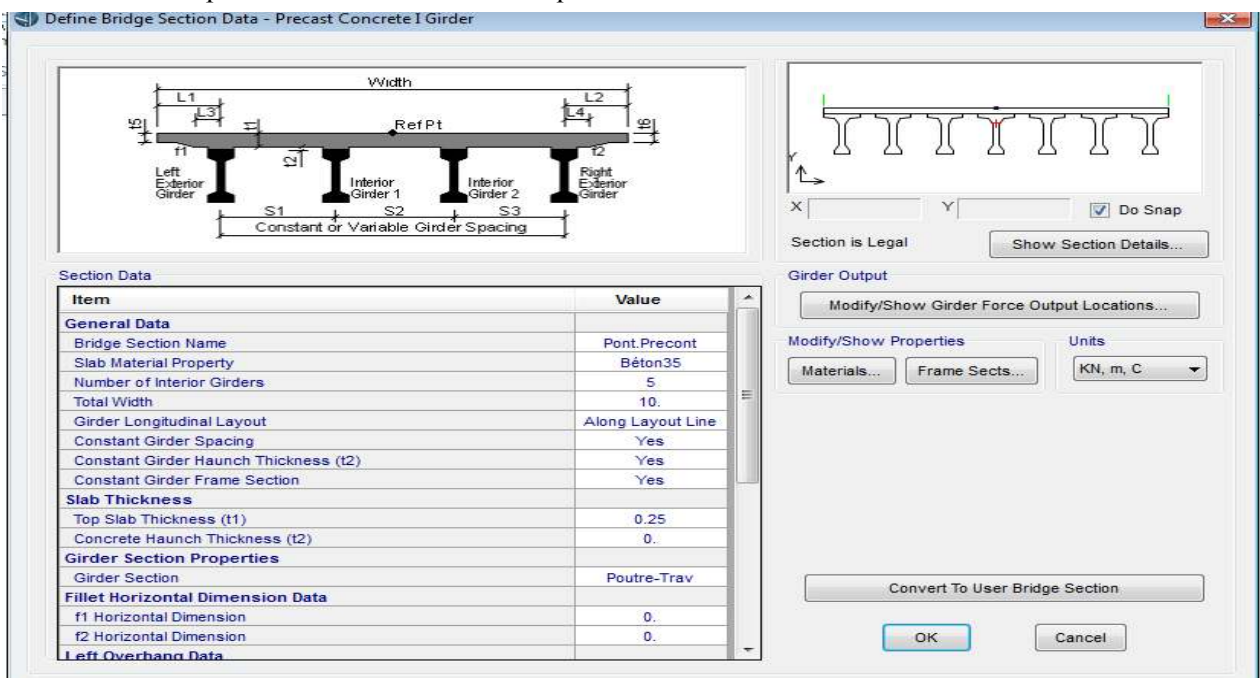 Define Bridge Section Data - Precast Concrete I Girder
Width
L1
L2
L3
L4
t5
t1
Ref Pt
t6
f1
t2
f2
Left Exterior Girder
Interior Girder 1
Interior Girder 2
Right Exterior Girder
S1
S2
S3
Constant or Variable Girder Spacing
Y
X
Y
Do Snap
Section is Legal
Show Section Details...
Section Data
Item Value
General Data
Bridge Section Name Pont.Precont
Slab Material Property Béton35
Number of Interior Girders 5
Total Width 10.
Girder Longitudinal Layout Along Layout Line
Constant Girder Spacing Yes
Constant Girder Haunch Thickness (t2) Yes
Constant Girder Frame Section Yes
Slab Thickness
Top Slab Thickness (t1) 0.25
Concrete Haunch Thickness (t2) 0.
Girder Section Properties
Girder Section Poutre-Trav
Fillet Horizontal Dimension Data
f1 Horizontal Dimension 0.
f2 Horizontal Dimension 0.
Left Overhang Data
Girder Output
Modify/Show Girder Force Output Locations...
Modify/Show Properties
Materials...
Frame Sects...
Units
KN, m, C
Convert To User Bridge Section
OK
Cancel